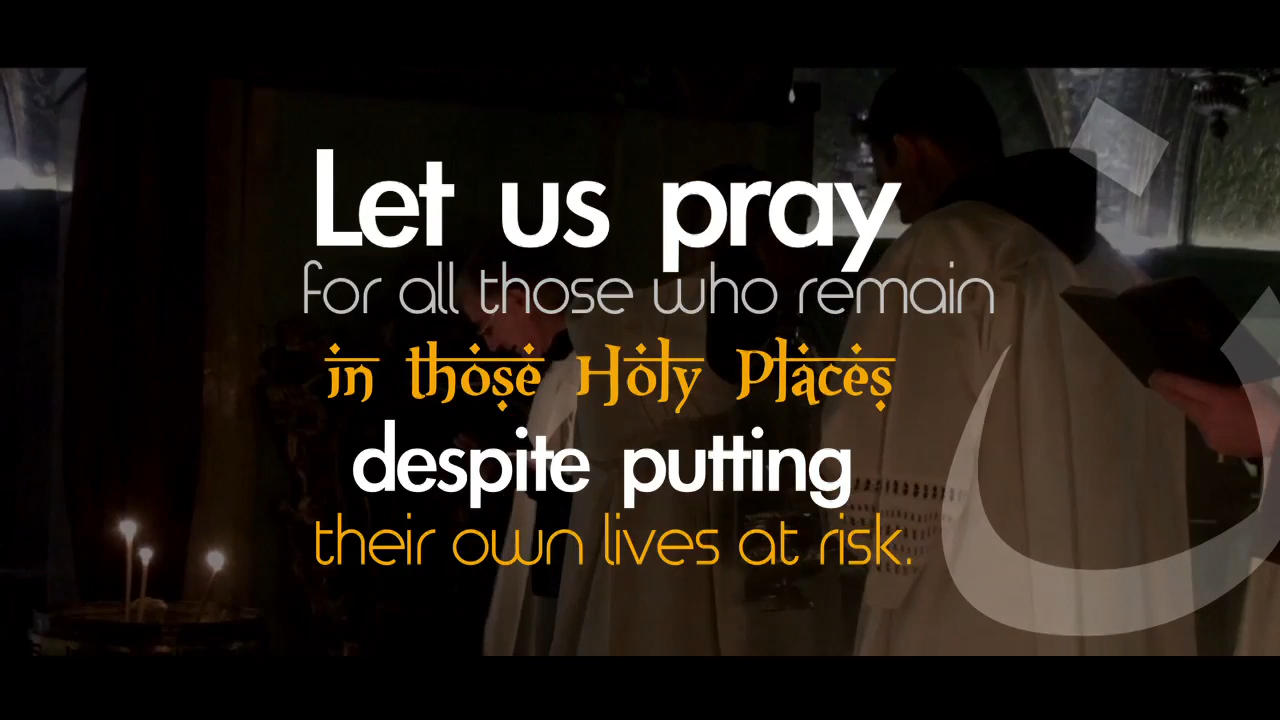 Let us pray
for all those who remain
in those Holy Places
despite putting
their own lives at risk.
ن